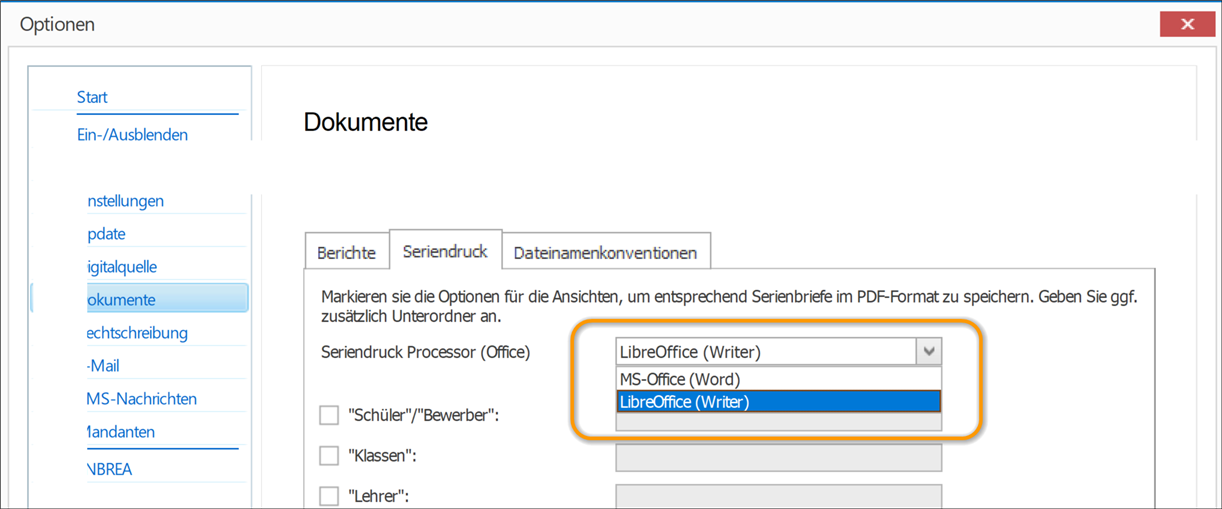 Optionen
Start
Ein-/Ausblenden
Dokumente
nstellungen
pdate
igitalquelle
okumente
echtschreibung
-Mail
MS-Nachrichten
Mandanten
NBREA
Berichte
Seriendruck
Dateinamenkonventionen
Markieren sie die Optionen für die Ansichten, um entsprechend Serienbriefe im PDF-Format zu speichern. Geben Sie ggf.
zusätzlich Unterordner an.
Seriendruck Processor (Office)
LibreOffice (Writer)
MS-Office (Word)
LibreOffice (Writer)
"Schüler"/"Bewerber":
"Klassen":
"Lehrer":